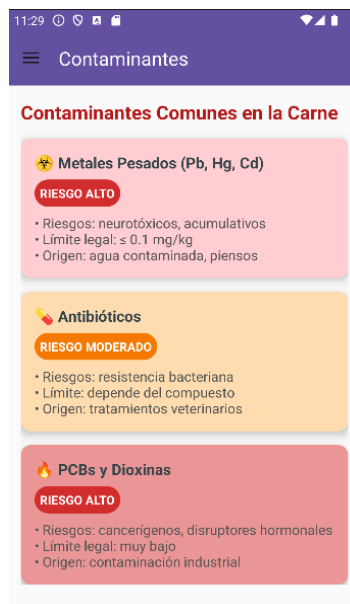 11:29
Contaminantes
Contaminantes Comunes en la Carne
Metales Pesados (Pb, Hg, Cd)
RIESGO ALTO
• Riesgos: neurotóxicos, acumulativos
• Límite legal: ≤ 0.1 mg/kg
• Origen: agua contaminada, piensos
Antibióticos
RIESGO MODERADO
• Riesgos: resistencia bacteriana
• Límite: depende del compuesto
• Origen: tratamientos veterinarios
PCBs y Dioxinas
RIESGO ALTO
• Riesgos: cancerígenos, disruptores hormonales
• Límite legal: muy bajo
• Origen: contaminación industrial